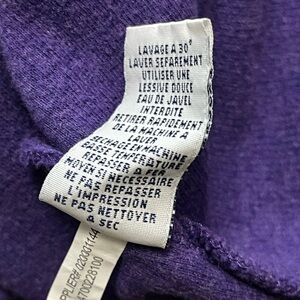 LAVAGE A 30°
LAVER SEPAREMENT
UTILISER UNE
LESSIVE DOUCE
EAU DE JAVEL
INTERDITE
RETIRER RAPIDEMENT
DE LA MACHINE A
LAVER
SECHAGE EN MACHINE
BASSE TEMPERATURE
REPASSER A FER
MOYEN SI NECESSAIRE
NE PAS REPASSER
L'IMPRESSION
NE PAS NETTOYER
A SEC